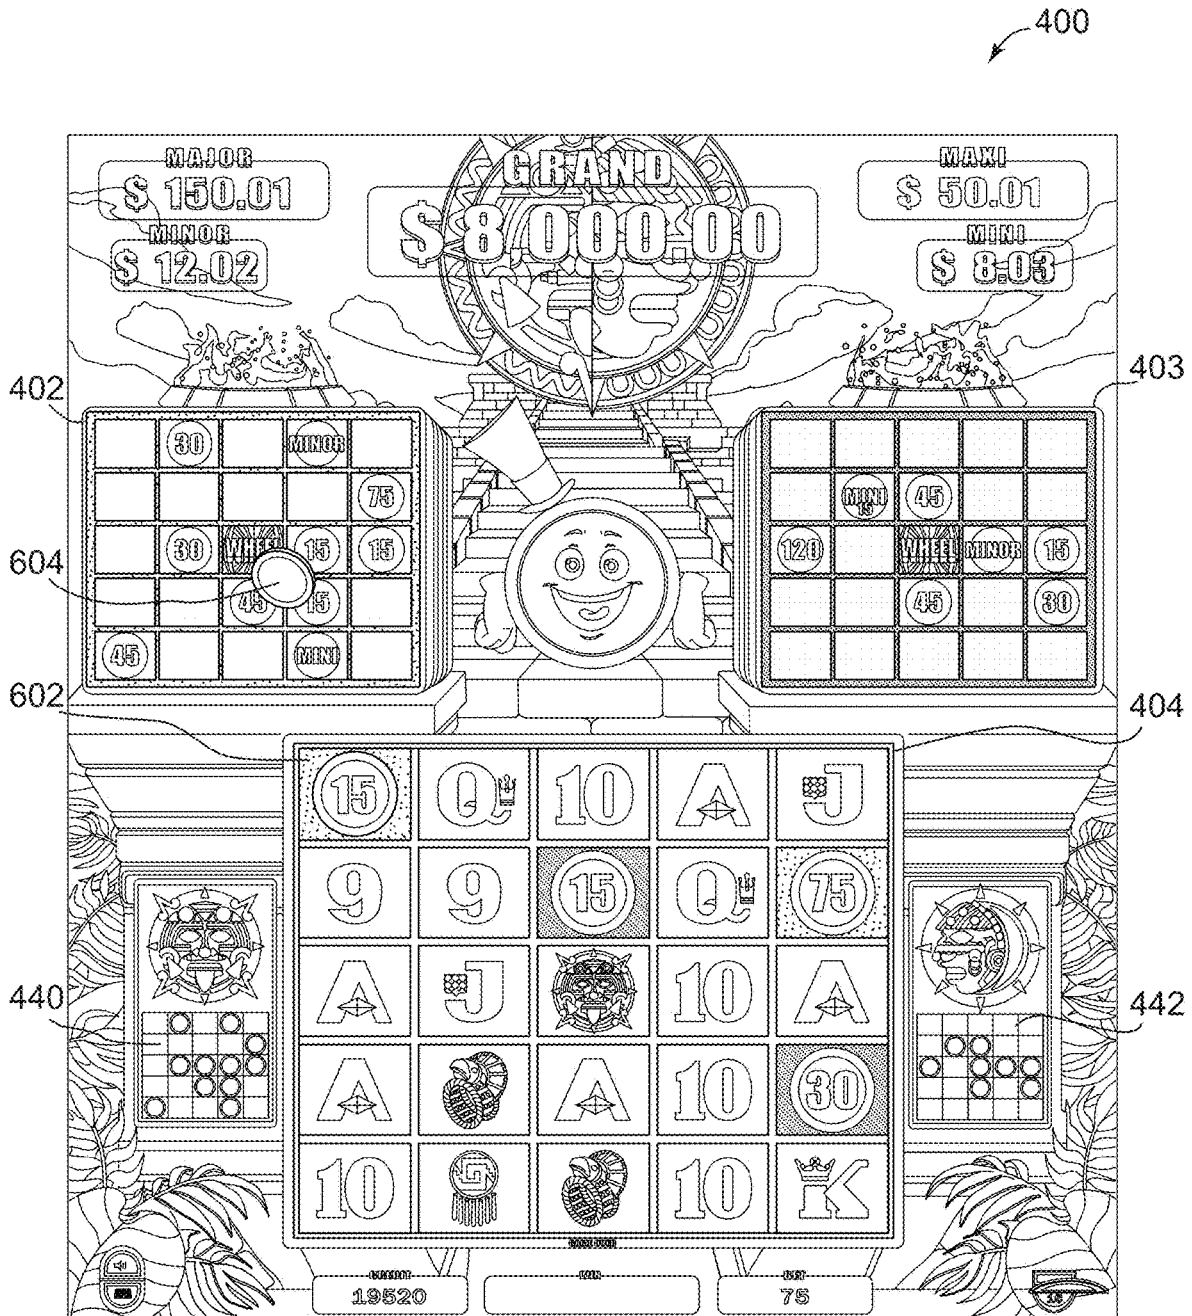 400
MAJOR
$ 150.01
GRAND
$ 8 000.00
MAXI
$ 50.01
MINOR
$ 12.02
MINI
$ 8.03
402
403
30 MINOR
75
30 WHEEL 15 15
45 15
45 MINI
MINI 15 45
120 WHEEL MINOR 15
45 30
604
602
404
15 Q 10 A J
9 9 15 Q 75
A J 10 A
A A 10 30
10 10 K
440
442
GAME OVER
CREDIT
19520
WIN
BET
75